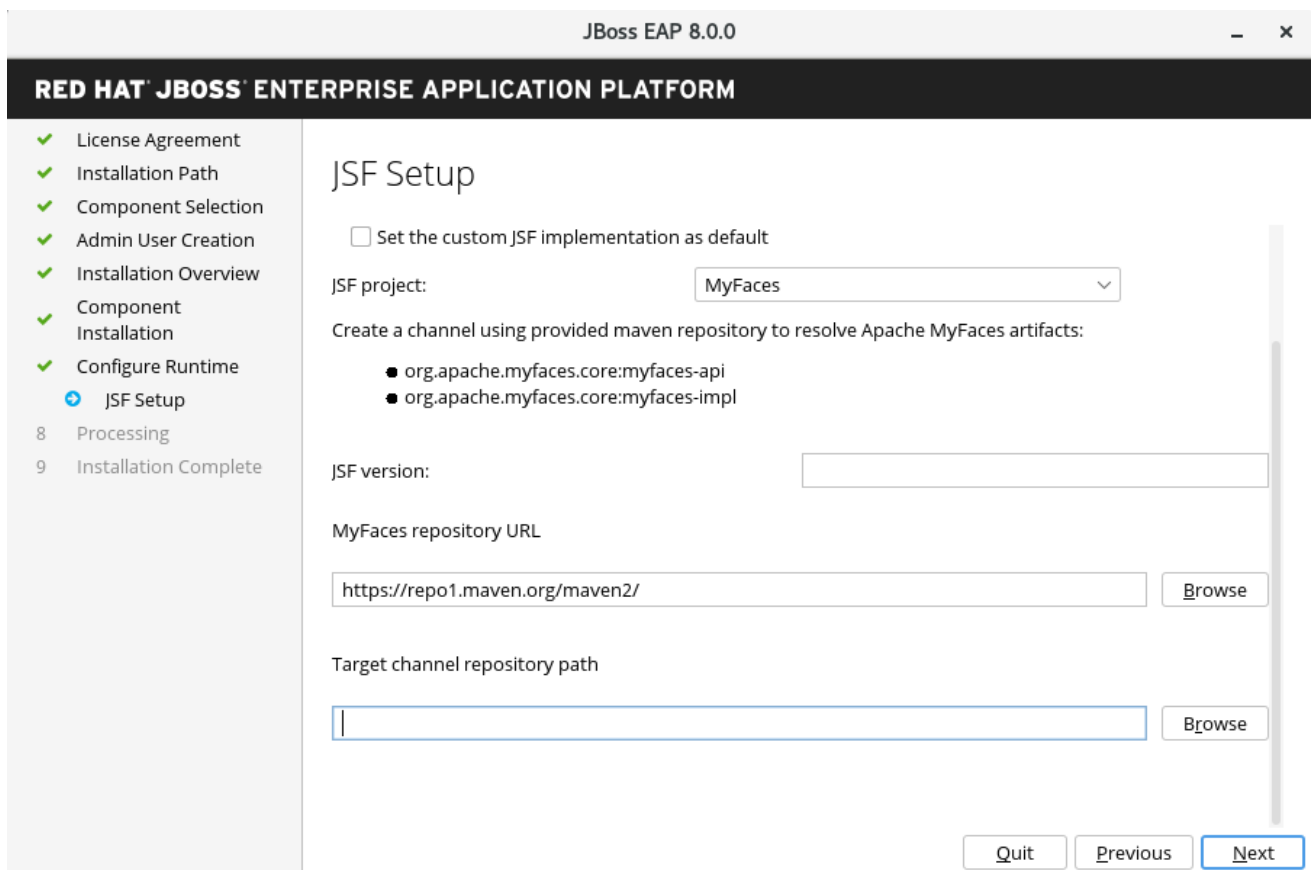 JBoss EAP 8.0.0
RED HAT JBOSS ENTERPRISE APPLICATION PLATFORM
License Agreement
Installation Path
Component Selection
Admin User Creation
Installation Overview
Component
Installation
Configure Runtime
JSF Setup
8 Processing
9 Installation Complete
JSF Setup
Set the custom JSF implementation as default
JSF project: MyFaces
Create a channel using provided maven repository to resolve Apache MyFaces artifacts:
● org.apache.myfaces.core:myfaces-api
● org.apache.myfaces.core:myfaces-impl
JSF version:
MyFaces repository URL
https://repo1.maven.org/maven2/ Browse
Target channel repository path
Browse
Quit Previous Next